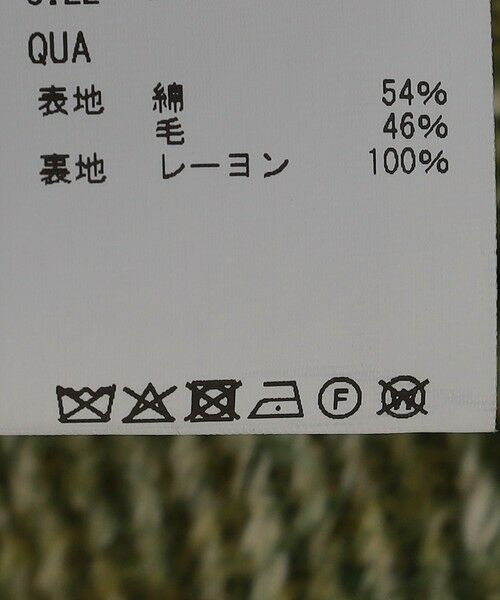 QUA
表地 綿 54%
毛 46%
裏地 レーヨン 100%
F
W